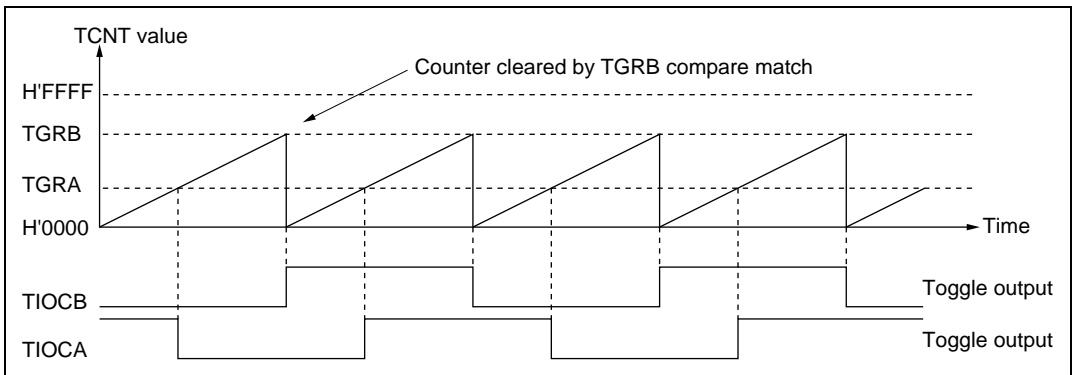 TCNT value
Counter cleared by TGRB compare match
H'FFFF
TGRB
TGRA
H'0000
Time
TIOCB
Toggle output
TIOCA
Toggle output